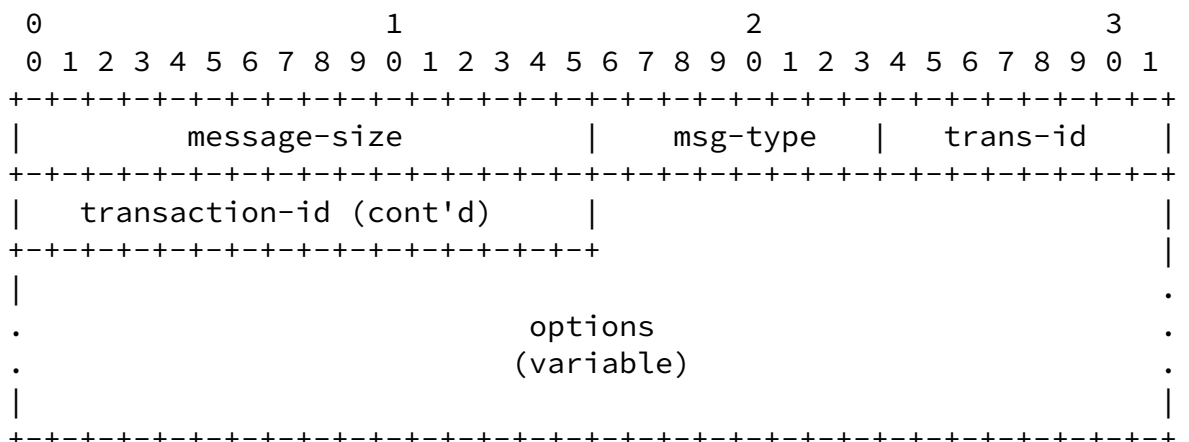 0                   1                   2                   3
 0 1 2 3 4 5 6 7 8 9 0 1 2 3 4 5 6 7 8 9 0 1 2 3 4 5 6 7 8 9 0 1
+-+-+-+-+-+-+-+-+-+-+-+-+-+-+-+-+-+-+-+-+-+-+-+-+-+-+-+-+-+-+-+-+
|         message-size          |    msg-type   |   trans-id    |
+-+-+-+-+-+-+-+-+-+-+-+-+-+-+-+-+-+-+-+-+-+-+-+-+-+-+-+-+-+-+-+-+
|   transaction-id (cont'd)     |                               |
+-+-+-+-+-+-+-+-+-+-+-+-+-+-+-+-+                               |
|                                                               .
.                            options                            .
.                           (variable)                          .
|                                                               |
+-+-+-+-+-+-+-+-+-+-+-+-+-+-+-+-+-+-+-+-+-+-+-+-+-+-+-+-+-+-+-+-+